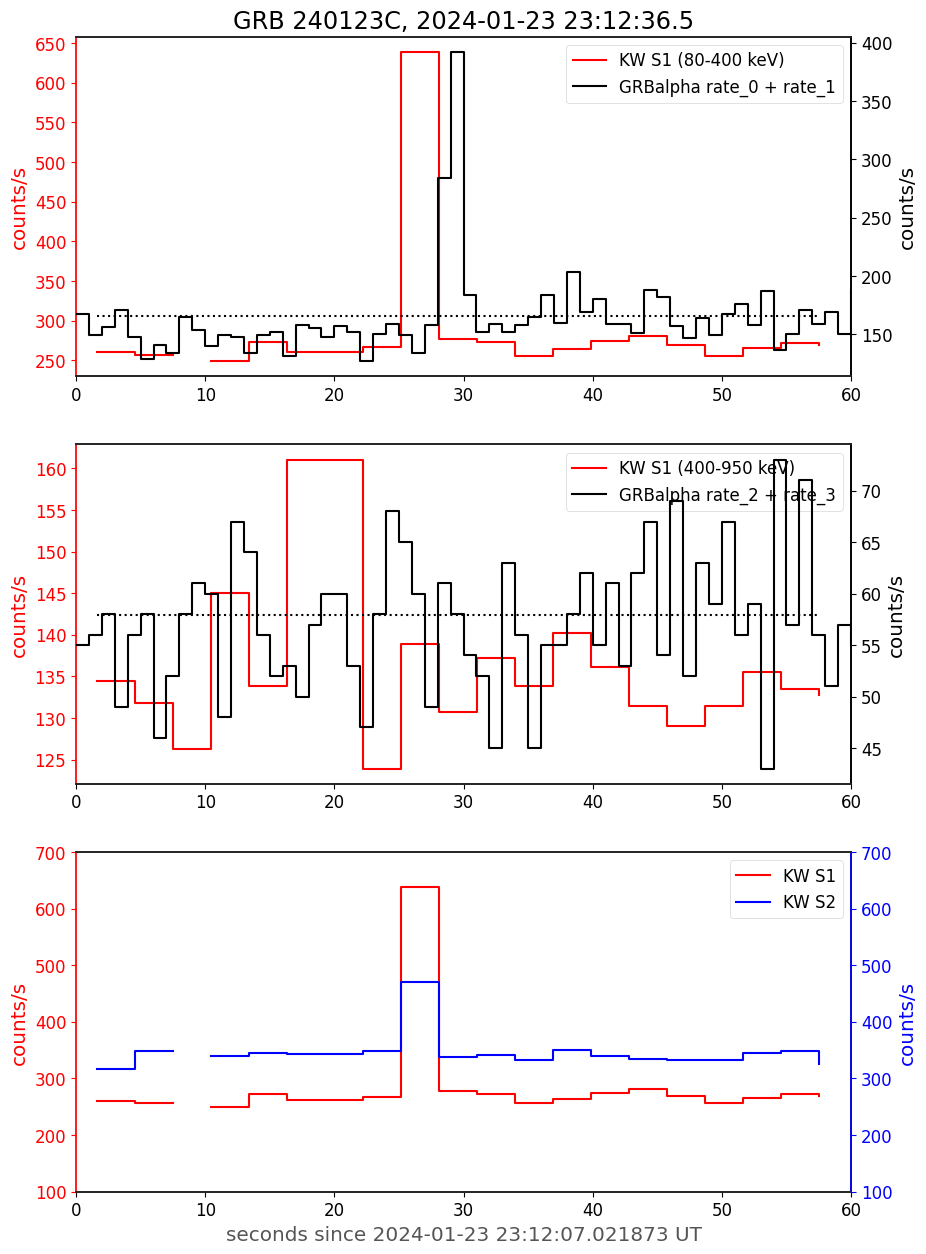 GRB 240123C, 2024-01-23 23:12:36.5
650
600
550
500
450
400
350
300
250
counts/s
KW S1 (80-400 keV)
GRBalpha rate_0 + rate_1
400
350
300
250
200
150
counts/s
0 10 20 30 40 50 60
160
155
150
145
140
135
130
125
counts/s
KW S1 (400-950 keV)
GRBalpha rate_2 + rate_3
70
65
60
55
50
45
counts/s
0 10 20 30 40 50 60
700
600
500
400
300
200
100
counts/s
KW S1
KW S2
700
600
500
400
300
200
100
counts/s
0 10 20 30 40 50 60
seconds since 2024-01-23 23:12:07.021873 UT